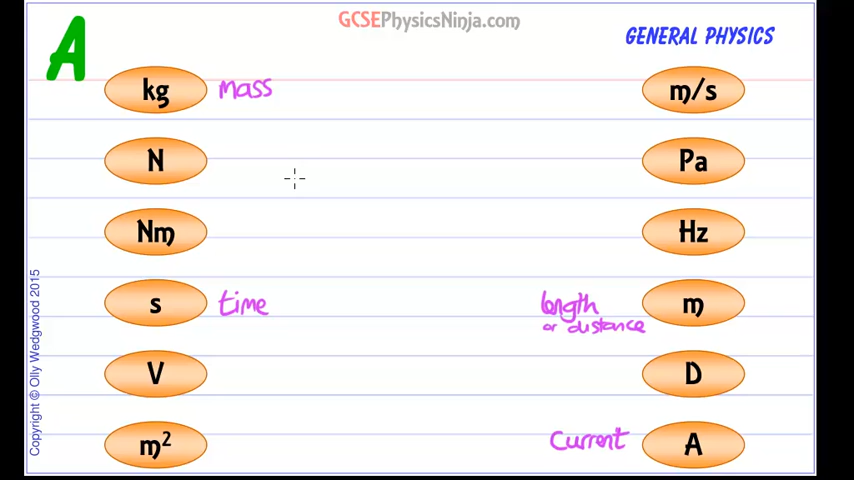 GCSEPhysicsNinja.com
A
GENERAL PHYSICS
kg mass
m/s
N
Pa
Nm
Hz
s time
length
or distance
m
V
D
m²
Current A
Copyright © Olly Wedgwood 2015